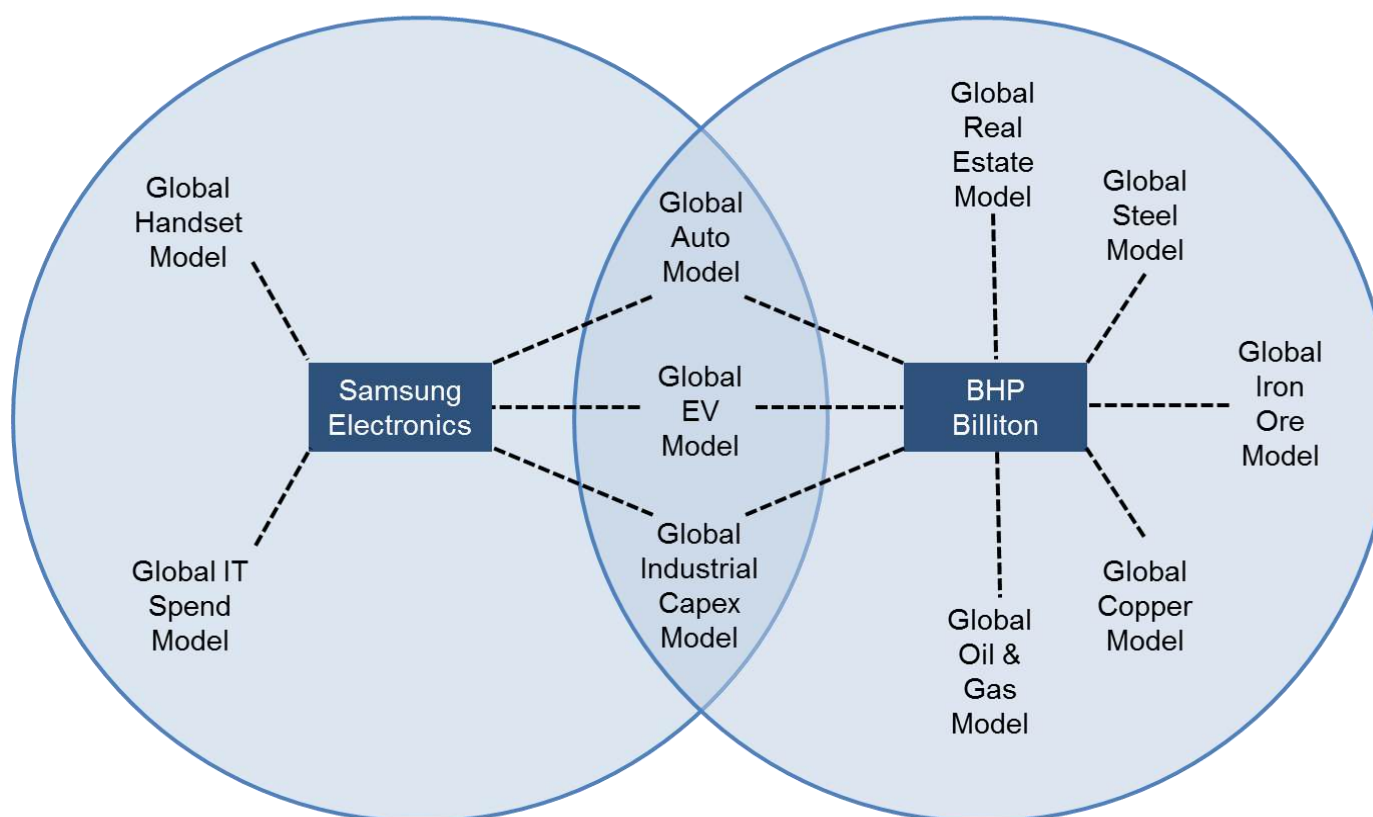 Global
Handset
Model
Global IT
Spend
Model
Samsung
Electronics
Global
Auto
Model
Global
EV
Model
Global
Industrial
Capex
Model
BHP
Billiton
Global
Real
Estate
Model
Global
Steel
Model
Global
Iron
Ore
Model
Global
Copper
Model
Global
Oil &
Gas
Model